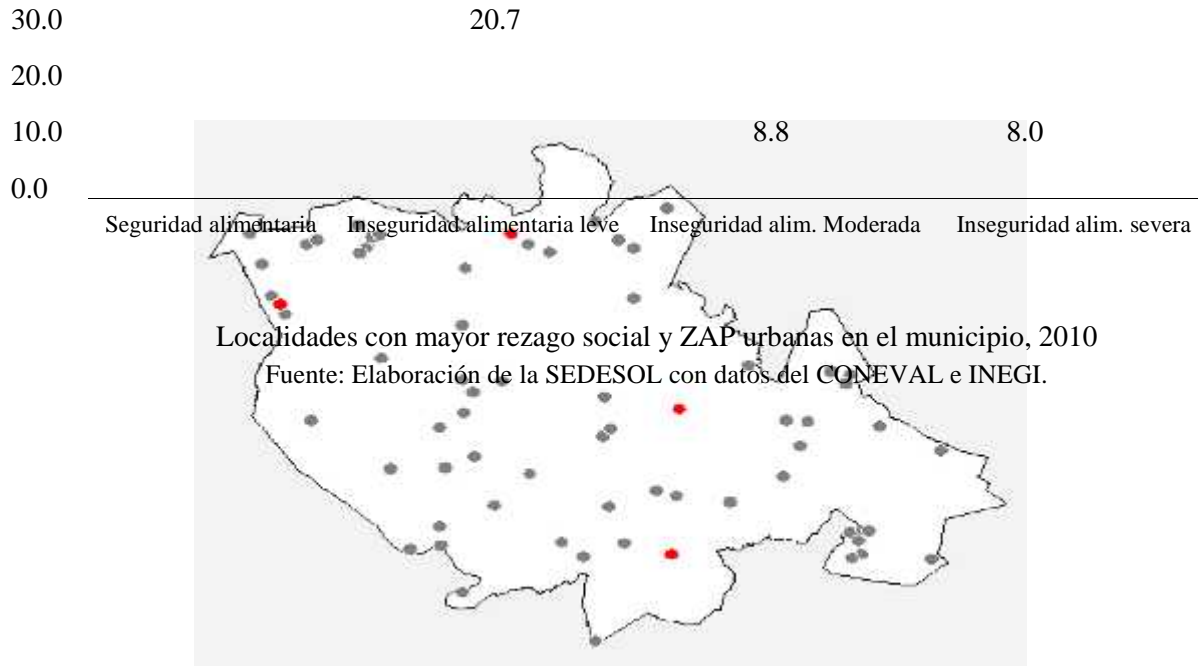 30.0 20.7
20.0
10.0 8.8 8.0
0.0
Seguridad alimentaria Inseguridad alimentaria leve Inseguridad alim. Moderada Inseguridad alim. severa
Localidades con mayor rezago social y ZAP urbanas en el municipio, 2010
Fuente: Elaboración de la SEDESOL con datos del CONEVAL e INEGI.